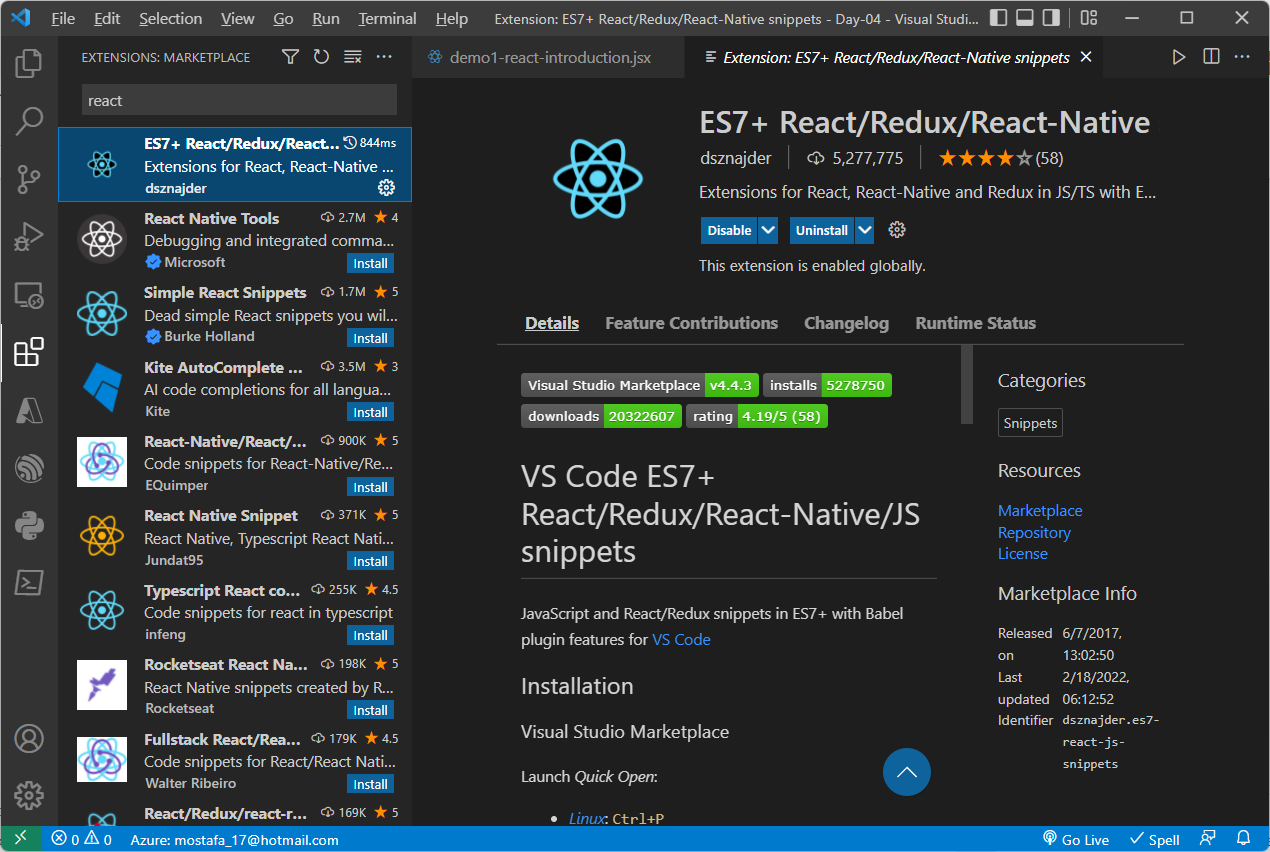 File Edit Selection View Go Run Terminal Help Extension: ES7+ React/Redux/React-Native snippets - Day-04 - Visual Studi...
EXTENSIONS: MARKETPLACE
react
ES7+ React/Redux/React... 844ms
Extensions for React, React-Native ...
dsznajder
React Native Tools 2.7M ★ 4
Debugging and integrated comma...
Microsoft Install
Simple React Snippets 1.7M ★ 5
Dead simple React snippets you wil...
Burke Holland Install
Kite AutoComplete ... 3.5M ★ 3
AI code completions for all langua...
Kite Install
React-Native/React/... 900K ★ 5
Code snippets for React-Native/Re...
EQuimper Install
React Native Snippet 371K ★ 5
React Native, Typescript React Nati...
Jundat95 Install
Typescript React co... 255K ★ 4.5
Code snippets for react in typescript
infeng Install
Rocketseat React Na... 198K ★ 5
React Native snippets created by R...
Rocketseat Install
Fullstack React/Rea... 179K ★ 4.5
Code snippets for React/React Nati...
Walter Ribeiro Install
React/Redux/react-r... 169K ★ 5
demo1-react-introduction.jsx Extension: ES7+ React/Redux/React-Native snippets
ES7+ React/Redux/React-Native
dsznajder 5,277,775 ★★★★☆(58)
Extensions for React, React-Native and Redux in JS/TS with E...
Disable Uninstall
This extension is enabled globally.
Details Feature Contributions Changelog Runtime Status
Visual Studio Marketplace v4.4.3 installs 5278750
downloads 20322607 rating 4.19/5 (58)
VS Code ES7+
React/Redux/React-Native/JS
snippets
JavaScript and React/Redux snippets in ES7+ with Babel
plugin features for VS Code
Installation
Visual Studio Marketplace
Launch Quick Open:
• Linux: Ctrl+P
Categories
Snippets
Resources
Marketplace
Repository
License
Marketplace Info
Released 6/7/2017,
on 13:02:50
Last 2/18/2022,
updated 06:12:52
Identifier dsznajder.es7-
react-js-
snippets
0 0 Azure: mostafa_17@hotmail.com Go Live Spell